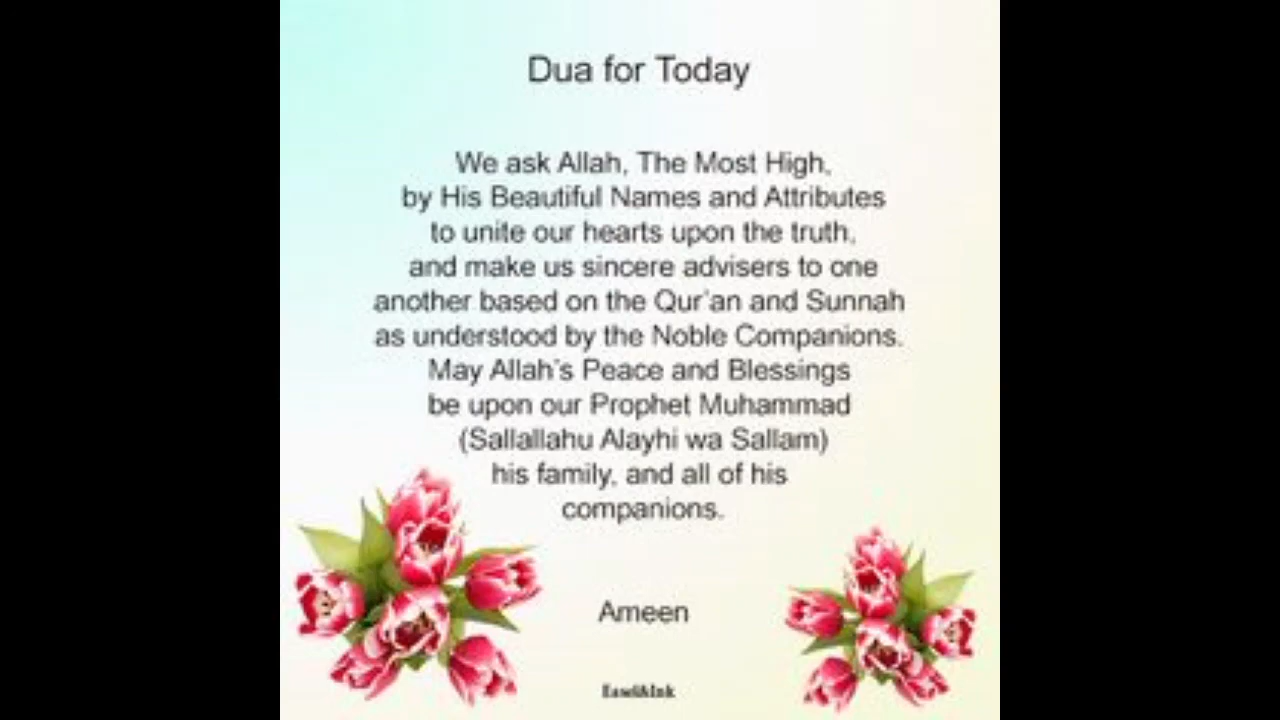 Dua for Today
We ask Allah, The Most High,
by His Beautiful Names and Attributes
to unite our hearts upon the truth,
and make us sincere advisers to one
another based on the Qur'an and Sunnah
as understood by the Noble Companions.
May Allah's Peace and Blessings
be upon our Prophet Muhammad
(Sallallahu Alayhi wa Sallam)
his family, and all of his
companions.
Ameen